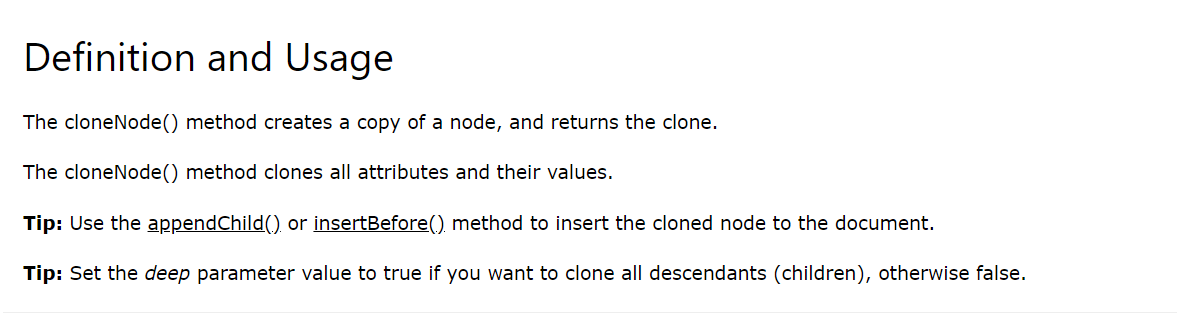 Definition and Usage
The cloneNode() method creates a copy of a node, and returns the clone.
The cloneNode() method clones all attributes and their values.
Tip: Use the appendChild() or insertBefore() method to insert the cloned node to the document.
Tip: Set the deep parameter value to true if you want to clone all descendants (children), otherwise false.